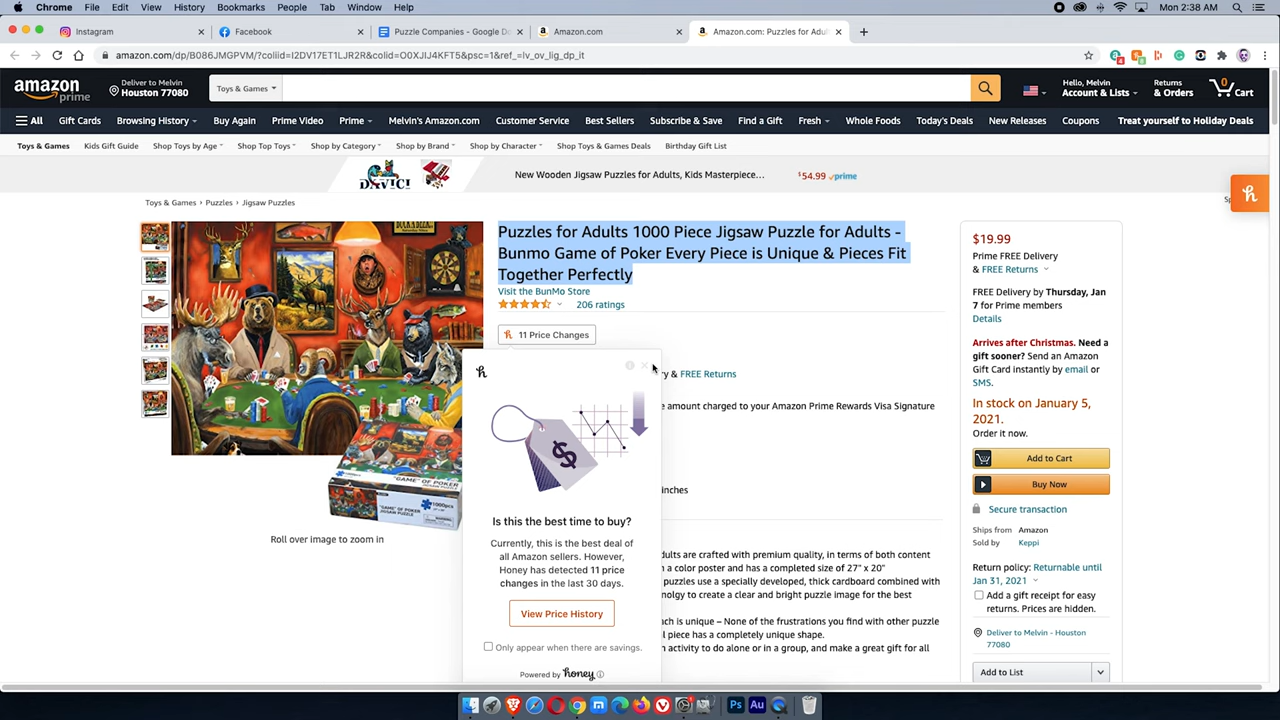 Chrome File Edit View History Bookmarks People Tab Window Help
Mon 2:38 AM
Instagram
Facebook
Puzzle Companies - Google Do
Amazon.com
Amazon.com: Puzzles for Adu
amazon.com/dp/B086JMGPVM/?coliid=I2DV17ET1LJR2R&colid=O0XJIJ4KFT5&psc=1&ref_=lv_ov_lig_dp_it
amazon
prime
Deliver to Melvin
Houston 77080
Toys & Games
Hello, Melvin
Account & Lists
Returns
& Orders
0
Cart
All Gift Cards Browsing History Buy Again Prime Video Prime Melvin's Amazon.com Customer Service Best Sellers Subscribe & Save Find a Gift Fresh Whole Foods Today's Deals New Releases Coupons Treat yourself to Holiday Deals
Toys & Games Kids Gift Guide Shop Toys by Age Shop Top Toys Shop by Category Shop by Brand Shop by Character Shop Toys & Games Deals Birthday Gift List
DAVICI
New Wooden Jigsaw Puzzles for Adults, Kids Masterpiece…
$54.99 prime
Toys & Games › Puzzles › Jigsaw Puzzles
Puzzles for Adults 1000 Piece Jigsaw Puzzle for Adults -
Bunmo Game of Poker Every Piece is Unique & Pieces Fit
Together Perfectly
Visit the BunMo Store
206 ratings
11 Price Changes
ry & FREE Returns
e amount charged to your Amazon Prime Rewards Visa Signature
inches
dults are crafted with premium quality, in terms of both content
n a color poster and has a completed size of 27" x 20"
puzzles use a specially developed, thick cardboard combined with
nolgy to create a clear and bright puzzle image for the best
ach is unique – None of the frustrations you find with other puzzle
l piece has a completely unique shape.
n activity to do alone or in a group, and make a great gift for all
Roll over image to zoom in
"GAME" OF POKER
JIGSAW PUZZLE
1000pcs
Is this the best time to buy?
Currently, this is the best deal of
all Amazon sellers. However,
Honey has detected 11 price
changes in the last 30 days.
View Price History
Only appear when there are savings.
Powered by honey
$19.99
Prime FREE Delivery
& FREE Returns
FREE Delivery by Thursday, Jan
7 for Prime members
Details
Arrives after Christmas. Need a
gift sooner? Send an Amazon
Gift Card instantly by email or
SMS.
In stock on January 5,
2021.
Order it now.
Add to Cart
Buy Now
Secure transaction
Ships from Amazon
Sold by Keppi
Return policy: Returnable until
Jan 31, 2021
Add a gift receipt for easy
returns. Prices are hidden.
Deliver to Melvin - Houston
77080
Add to List
Ps
Au